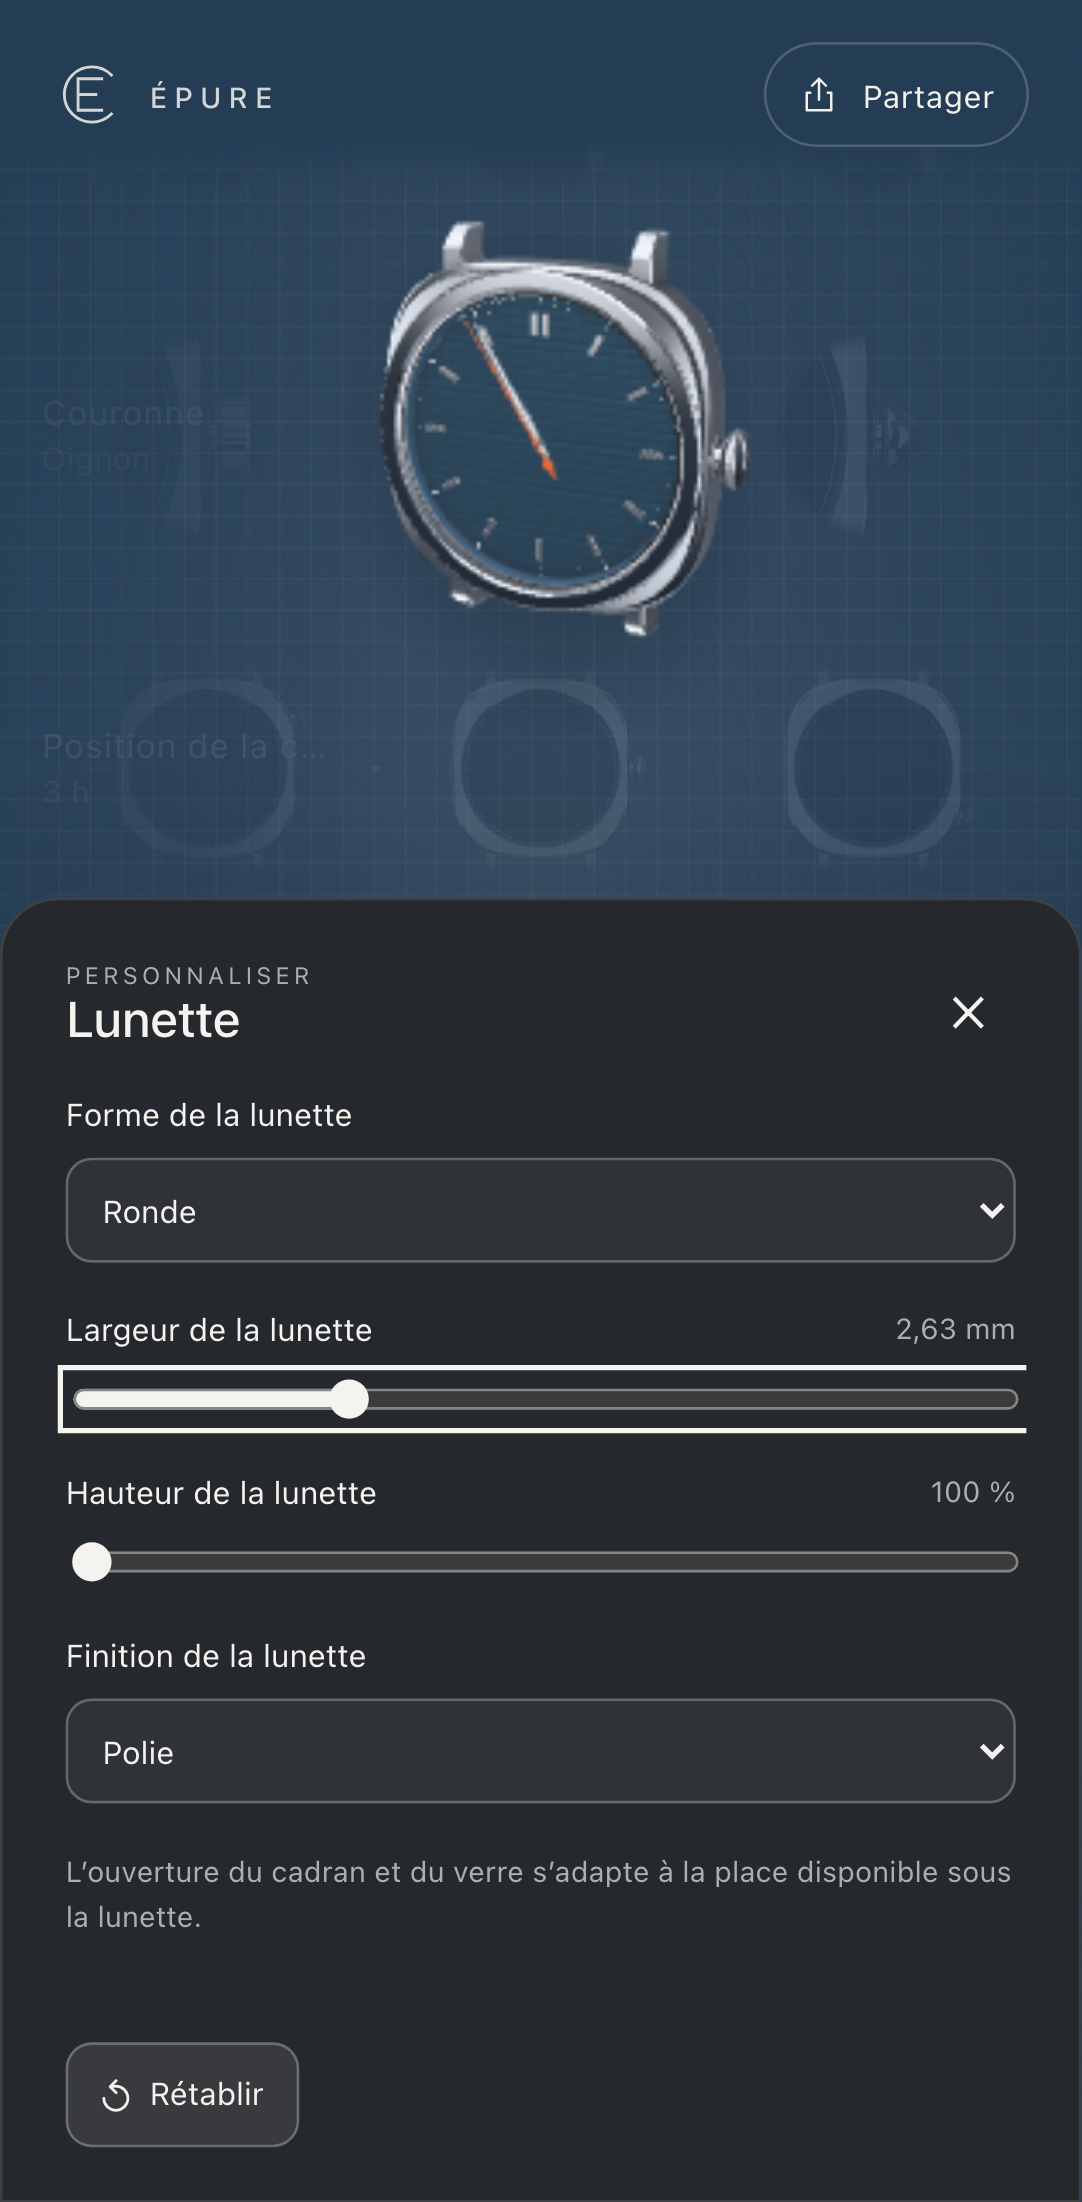 ÉPURE
Partager
Couronne
Oignon
Position de la c...
3 h
PERSONNALISER
Lunette
Forme de la lunette
Ronde
Largeur de la lunette
2,63 mm
Hauteur de la lunette
100 %
Finition de la lunette
Polie
L’ouverture du cadran et du verre s’adapte à la place disponible sous
la lunette.
Rétablir